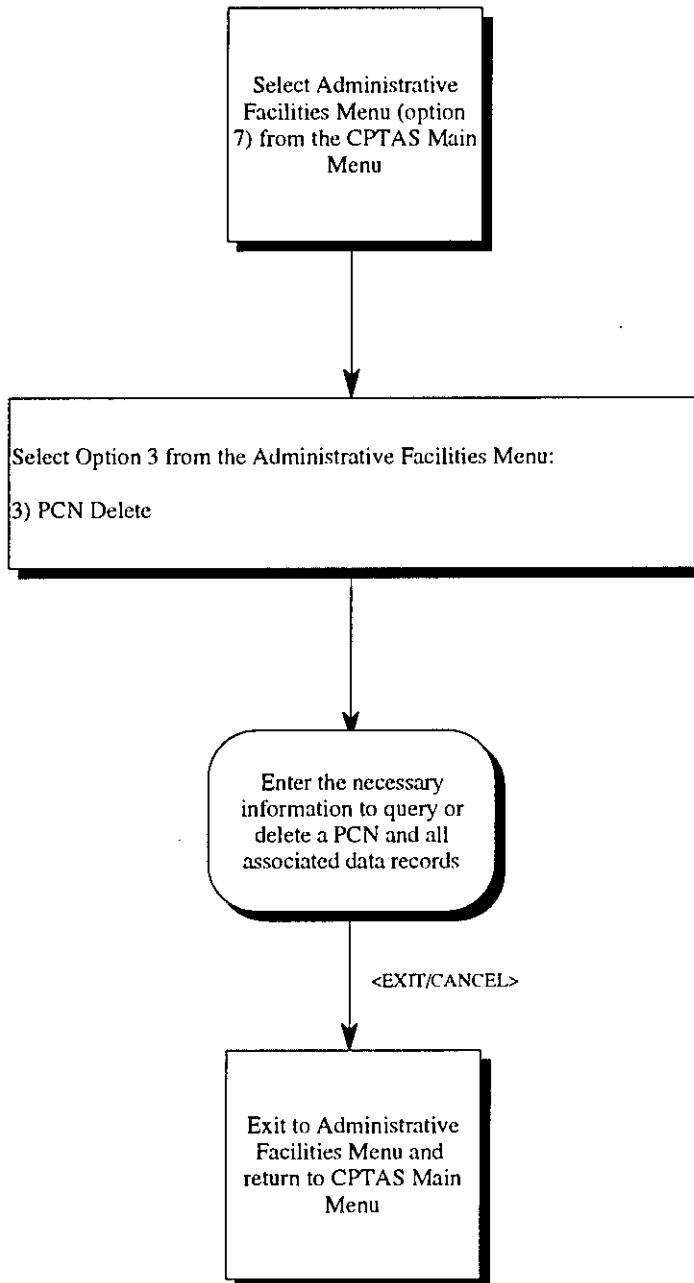 Select Administrative
Facilities Menu (option
7) from the CPTAS Main
Menu
Select Option 3 from the Administrative Facilities Menu:
3) PCN Delete
Enter the necessary
information to query or
delete a PCN and all
associated data records
<EXIT/CANCEL>
Exit to Administrative
Facilities Menu and
return to CPTAS Main
Menu